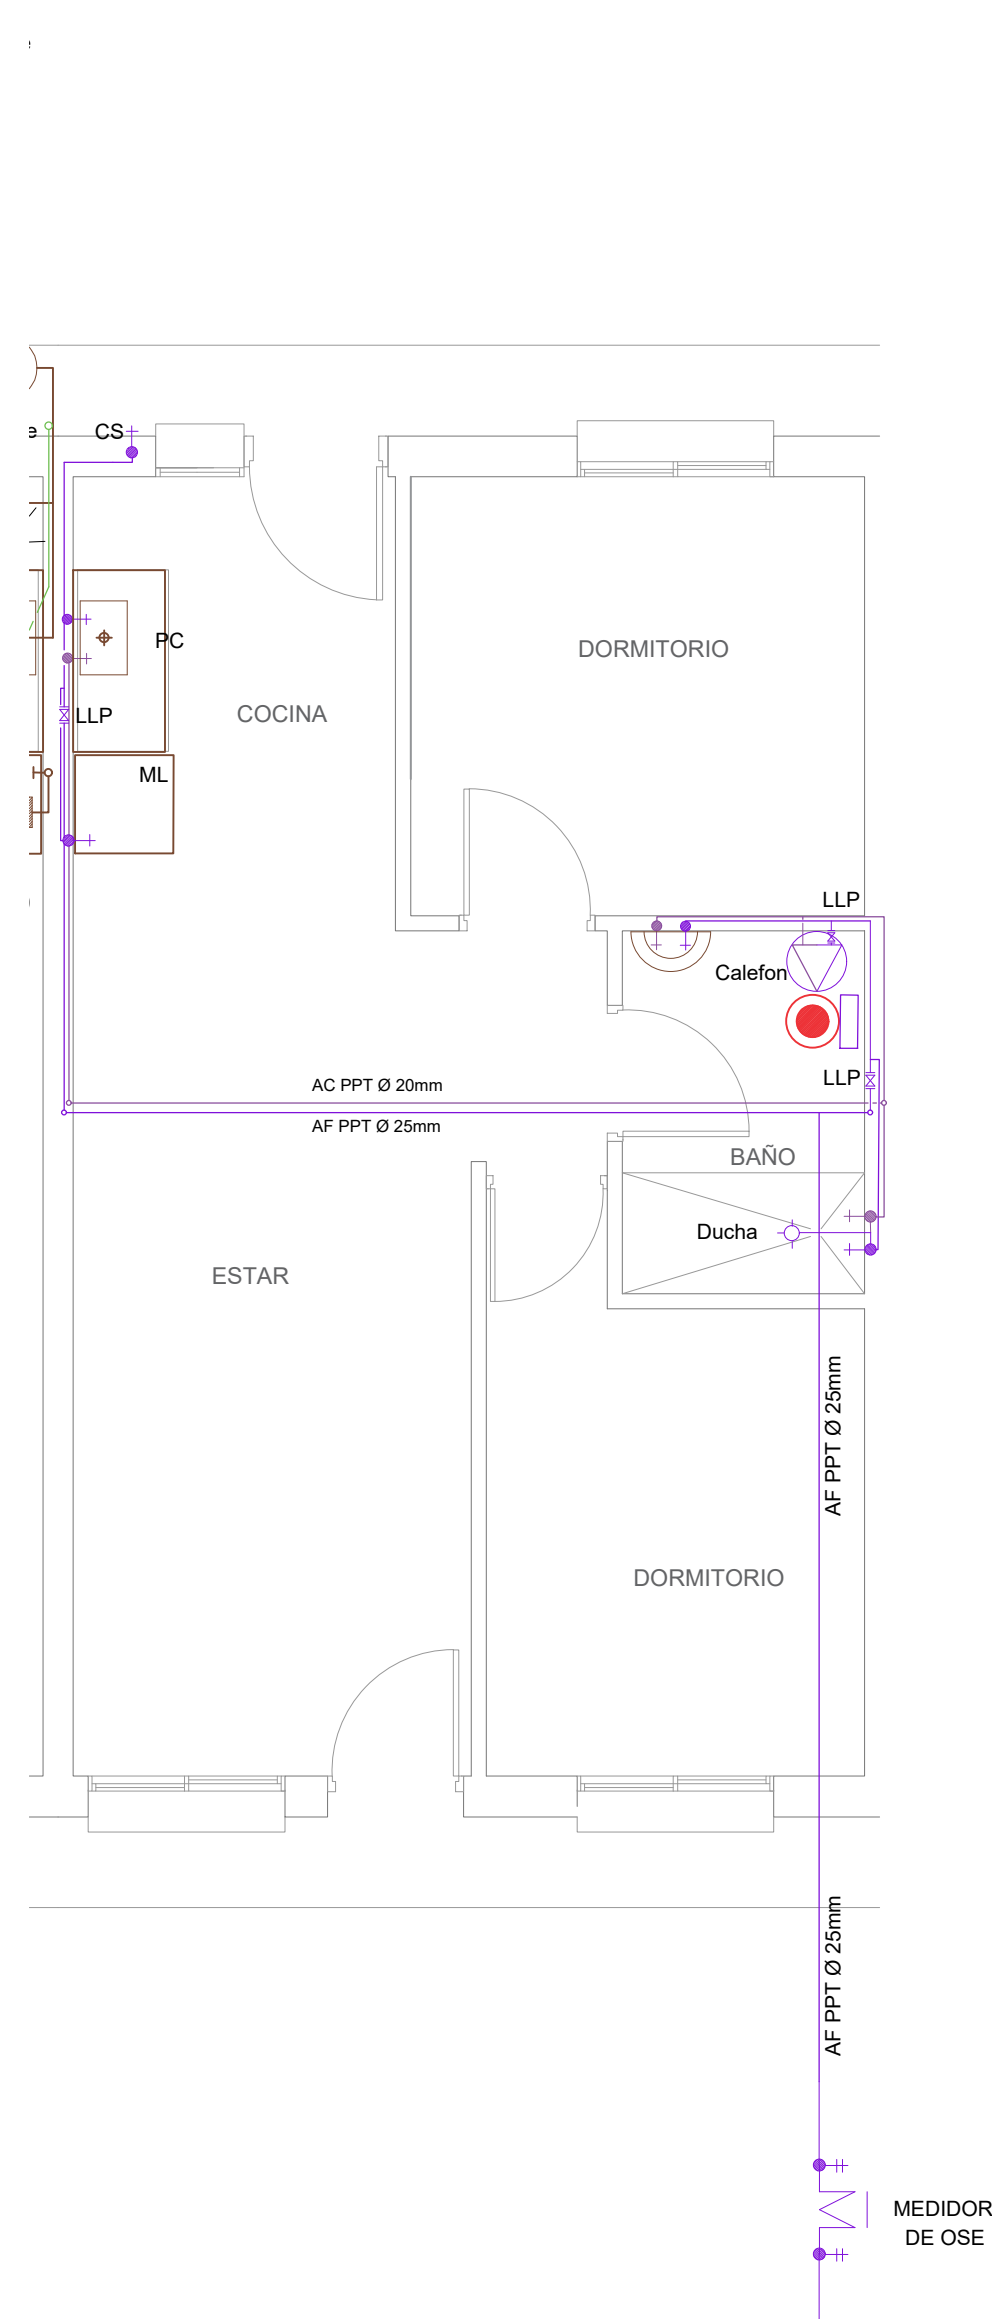 CS
PC
DORMITORIO
LLP
COCINA
ML
LLP
Calefon
LLP
AC PPT Ø 20mm
AF PPT Ø 25mm
BAÑO
Ducha
ESTAR
AF PPT Ø 25mm
DORMITORIO
AF PPT Ø 25mm
MEDIDOR
DE OSE